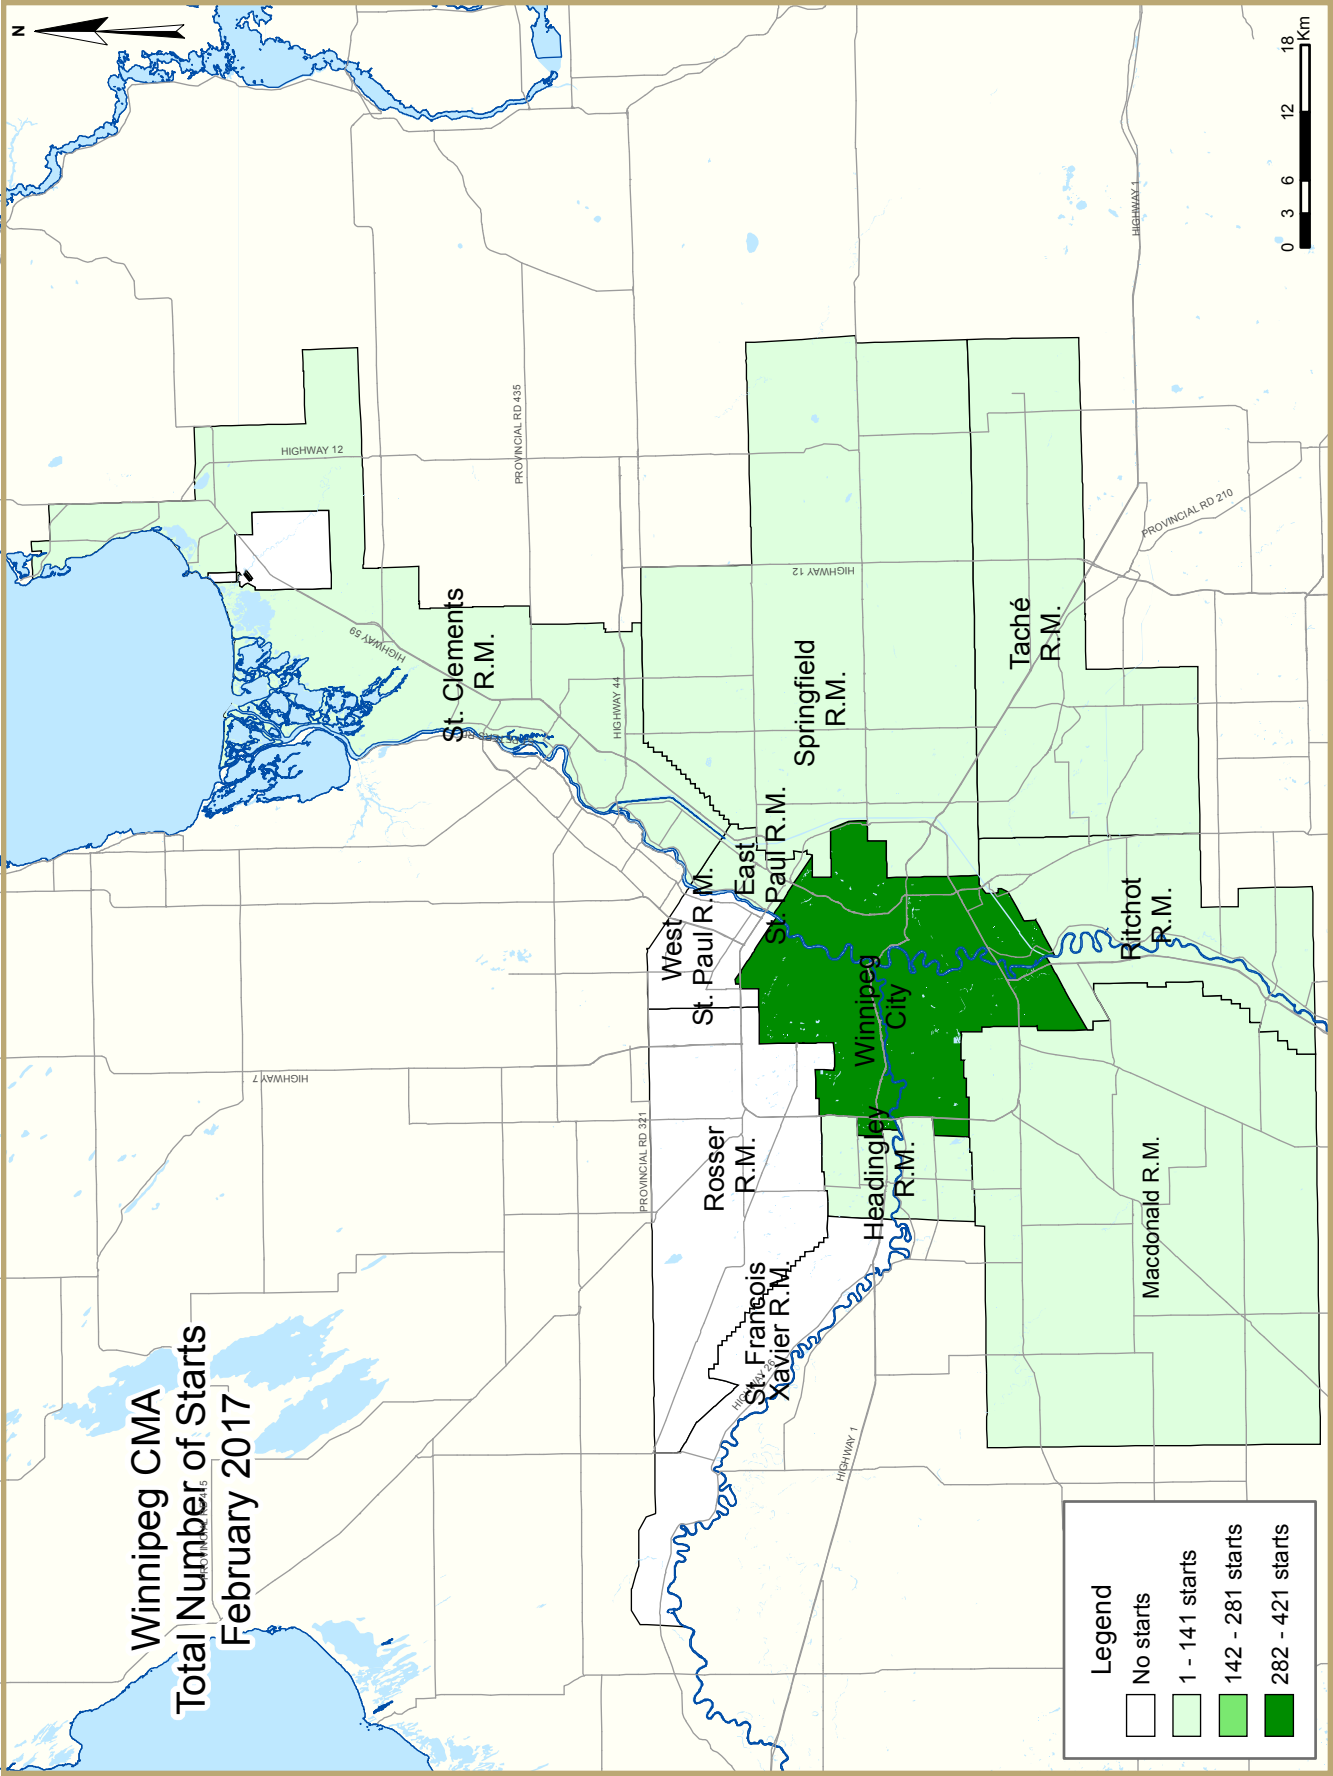 Winnipeg CMA
Total Number of Starts
February 2017
N
HIGHWAY 12
PROVINCIAL RD 435
HIGHWAY 59
St. Clements
R.M.
HIGHWAY 44
HIGHWAY 7
PROVINCIAL RD 321
West
St. Paul R.M.
East
St. Paul R.M.
Springfield
R.M.
HIGHWAY 12
Taché
R.M.
HIGHWAY 1
PROVINCIAL RD 210
Rosser
R.M.
Winnipeg
City
Headingley
R.M.
St. Francois
Xavier R.M.
HIGHWAY 26
HIGHWAY 1
Ritchot
R.M.
Macdonald R.M.
Legend
No starts
1 - 141 starts
142 - 281 starts
282 - 421 starts
0 3 6 12 18
Km